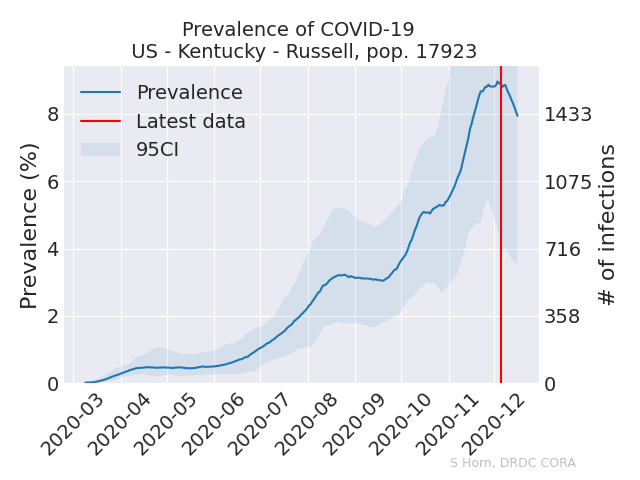 Prevalence of COVID-19
US - Kentucky - Russell, pop. 17923
Prevalence
Latest data
95CI
Prevalence (%)
8
6
4
2
0
1433
1075
716
358
0
# of infections
2020-03
2020-04
2020-05
2020-06
2020-07
2020-08
2020-09
2020-10
2020-11
2020-12
S Horn, DRDC CORA